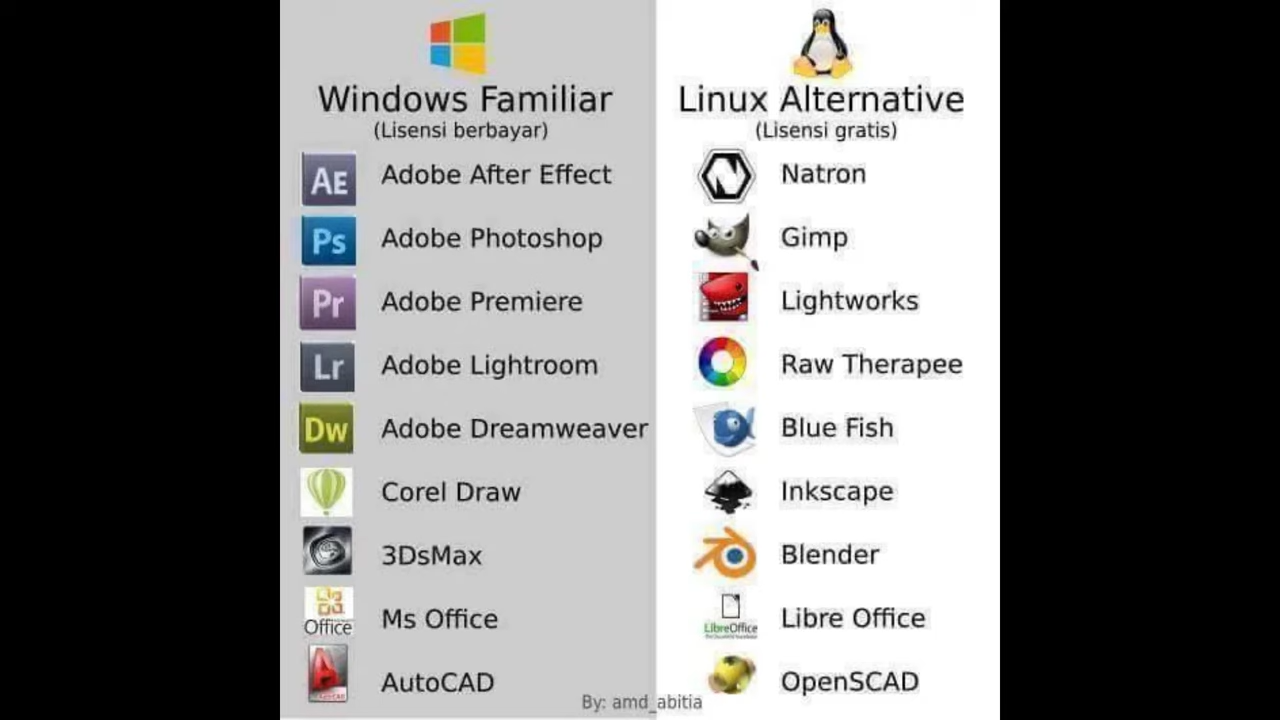 Windows Familiar
(Lisensi berbayar)
AE Adobe After Effect
Ps Adobe Photoshop
Pr Adobe Premiere
Lr Adobe Lightroom
Dw Adobe Dreamweaver
Corel Draw
3DsMax
Office Ms Office
A AutoCAD
Linux Alternative
(Lisensi gratis)
Natron
Gimp
Lightworks
Raw Therapee
Blue Fish
Inkscape
Blender
LibreOffice Libre Office
OpenSCAD
By: amd_abitia